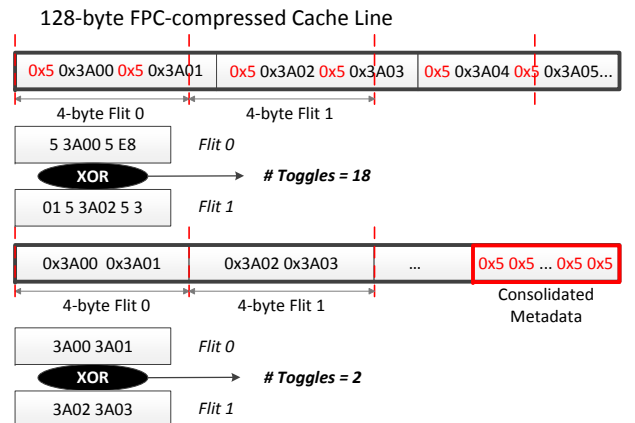 128-byte FPC-compressed Cache Line
0x5 0x3A00 0x5 0x3A01 0x5 0x3A02 0x5 0x3A03 0x5 0x3A04 0x5 0x3A05...
4-byte Flit 0 4-byte Flit 1
5 3A00 5 E8 Flit 0
XOR # Toggles = 18
01 5 3A02 5 3 Flit 1
0x3A00 0x3A01 0x3A02 0x3A03 ... 0x5 0x5 ... 0x5 0x5
4-byte Flit 0 4-byte Flit 1 Consolidated
Metadata
3A00 3A01 Flit 0
XOR # Toggles = 2
3A02 3A03 Flit 1